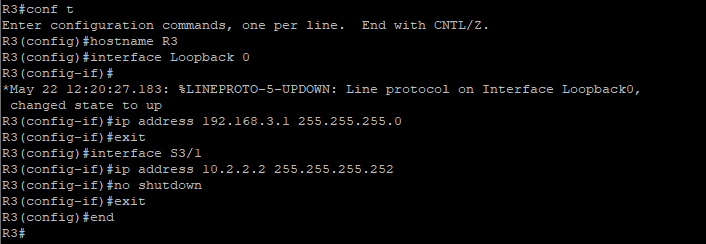 R3#conf t
Enter configuration commands, one per line.  End with CNTL/Z.
R3(config)#hostname R3
R3(config)#interface Loopback 0
R3(config-if)#
*May 22 12:20:27.183: %LINEPROTO-5-UPDOWN: Line protocol on Interface Loopback0,
 changed state to up
R3(config-if)#ip address 192.168.3.1 255.255.255.0
R3(config-if)#exit
R3(config)#interface S3/1
R3(config-if)#ip address 10.2.2.2 255.255.255.252
R3(config-if)#no shutdown
R3(config-if)#exit
R3(config)#end
R3#